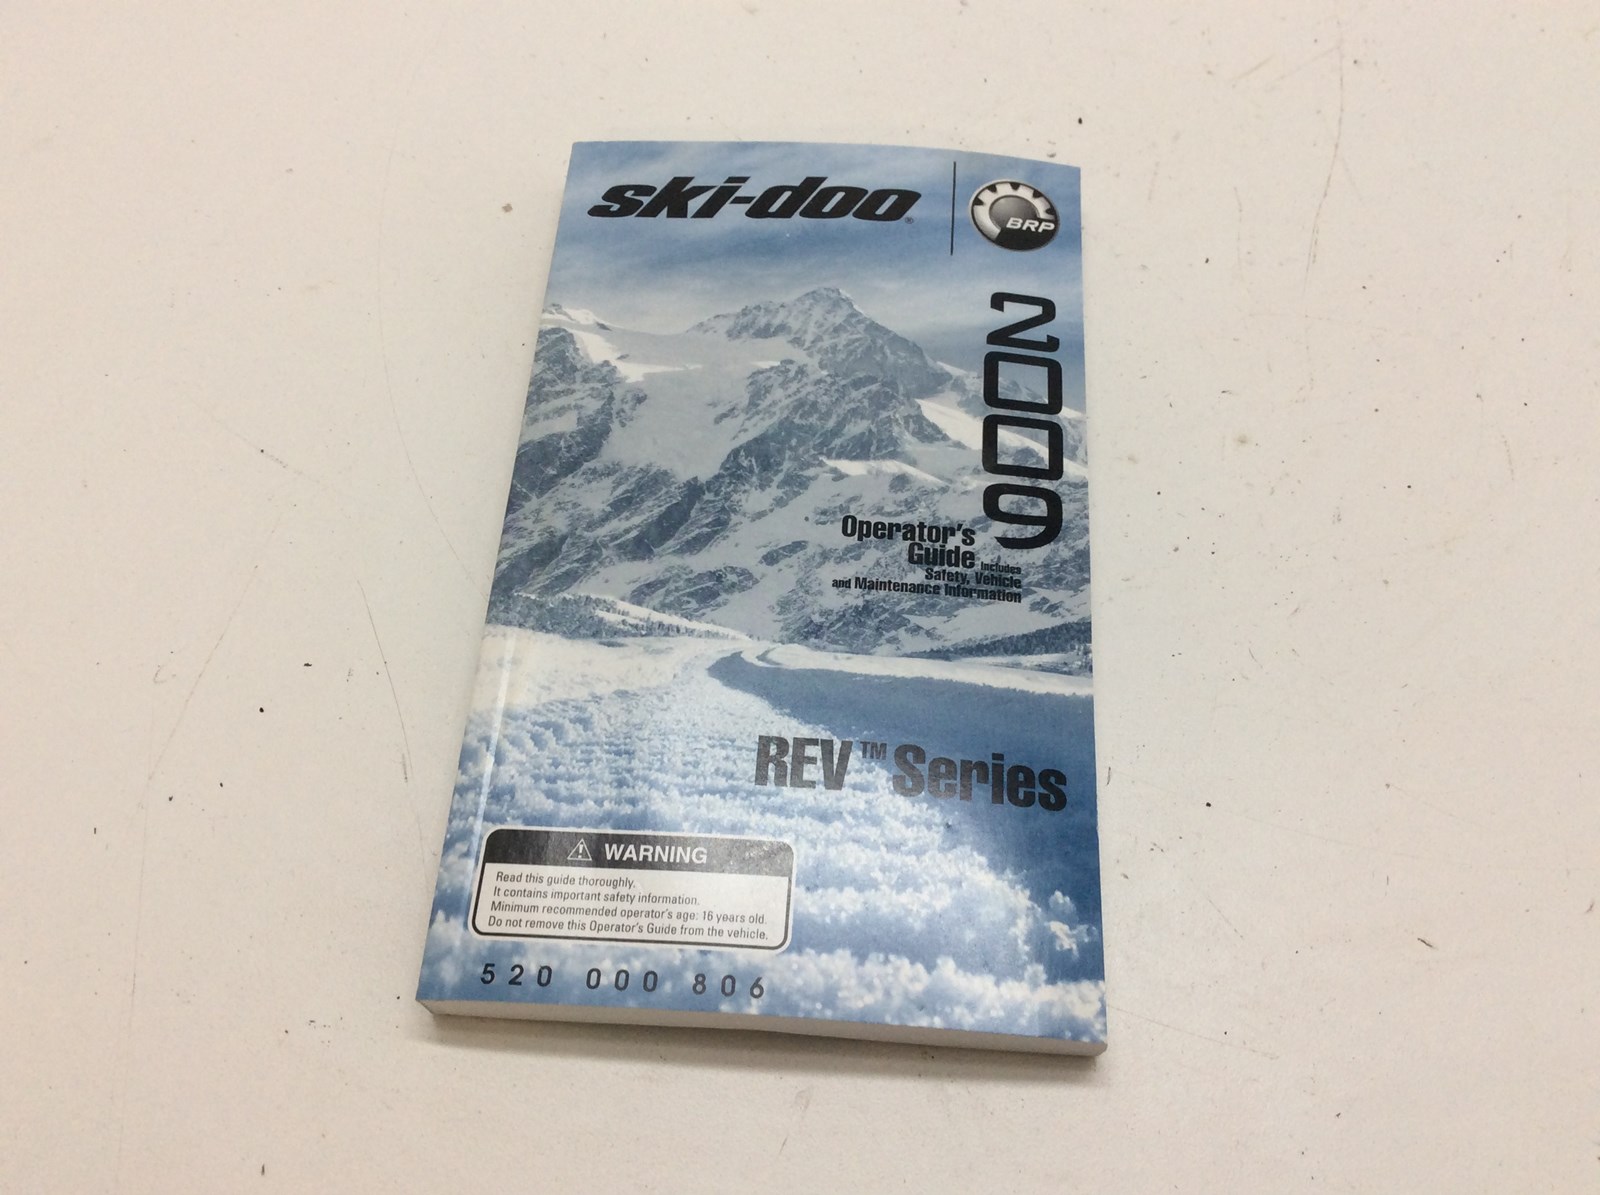 ski-doo®
BRP
2009
Operator's
Guide includes
Safety, Vehicle
and Maintenance Information
REV™ Series
WARNING
Read this guide thoroughly.
It contains important safety information.
Minimum recommended operator's age: 16 years old.
Do not remove this Operator's Guide from the vehicle.
520 000 806